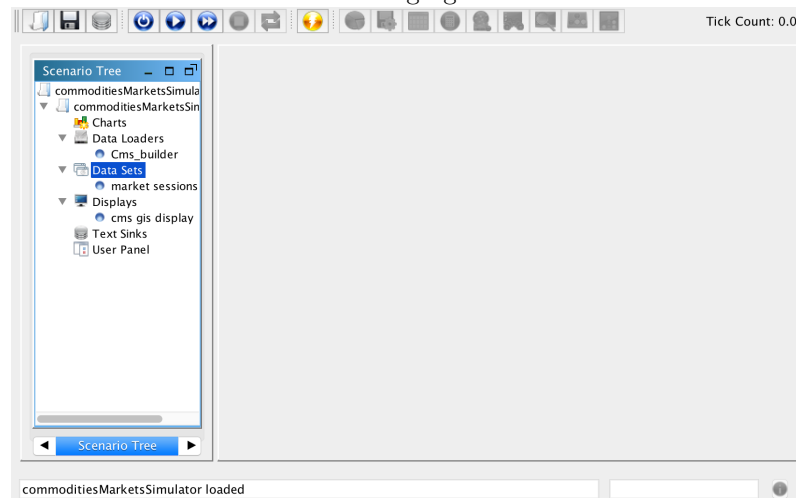 Tick Count: 0.0
Scenario Tree
commoditiesMarketsSimula
commoditiesMarketsSin
Charts
Data Loaders
Cms_builder
Data Sets
market sessions
Displays
cms gis display
Text Sinks
User Panel
Scenario Tree
commoditiesMarketsSimulator loaded